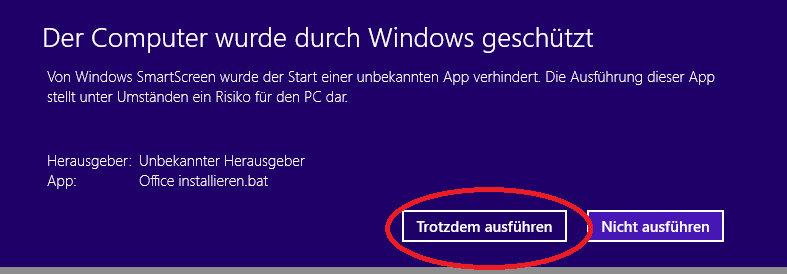 Der Computer wurde durch Windows geschützt
Von Windows SmartScreen wurde der Start einer unbekannten App verhindert. Die Ausführung dieser App
stellt unter Umständen ein Risiko für den PC dar.
Herausgeber: Unbekannter Herausgeber
App: Office installieren.bat
Trotzdem ausführen Nicht ausführen